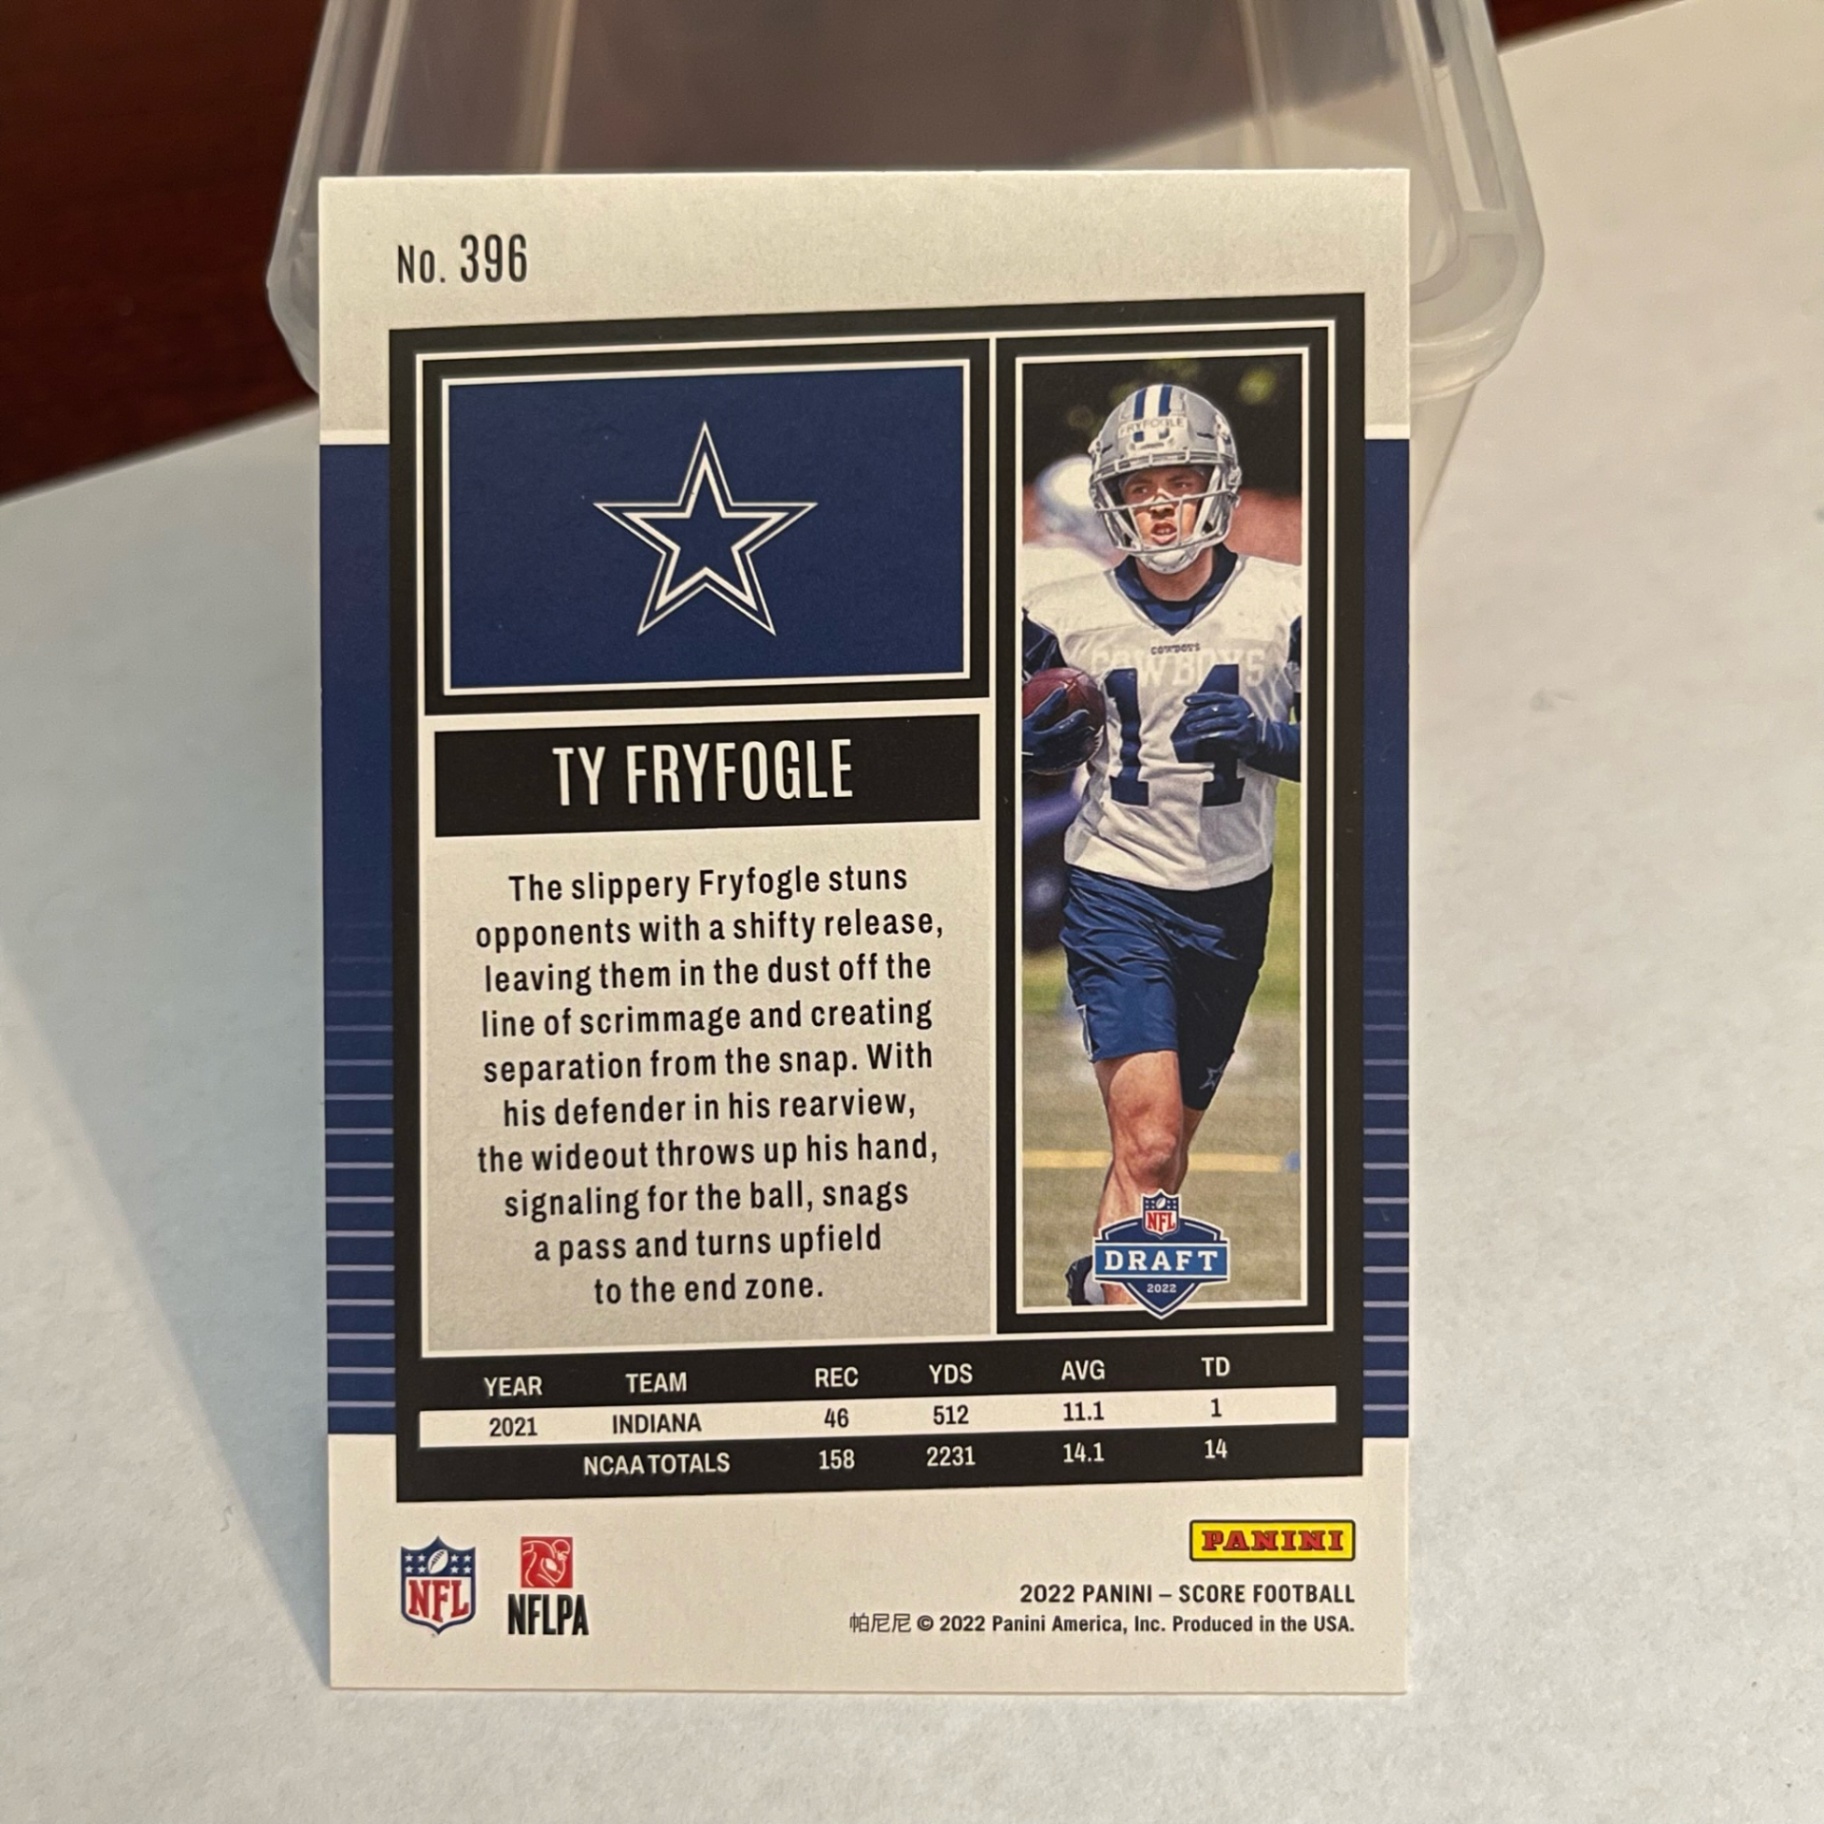 No. 396
FRYFOGLE
COWBOYS
COWBOYS
14
TY FRYFOGLE
The slippery Fryfogle stuns
opponents with a shifty release,
leaving them in the dust off the
line of scrimmage and creating
separation from the snap. With
his defender in his rearview,
the wideout throws up his hand,
signaling for the ball, snags
a pass and turns upfield
to the end zone.
NFL
DRAFT
2022
YEAR TEAM REC YDS AVG TD
2021 INDIANA 46 512 11.1 1
NCAA TOTALS 158 2231 14.1 14
NFL
NFLPA
PANINI
2022 PANINI – SCORE FOOTBALL
帕尼尼 © 2022 Panini America, Inc. Produced in the USA.